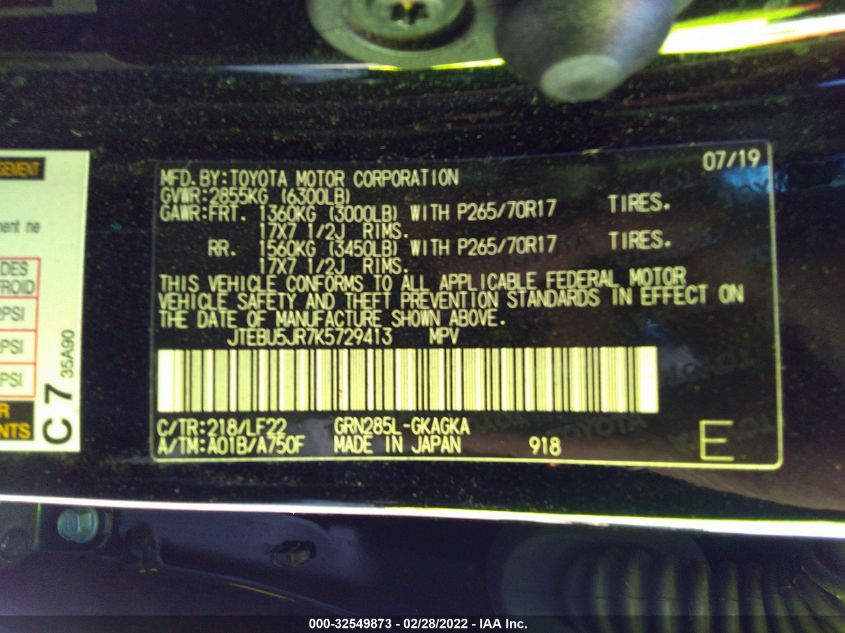 07/19
MFD.BY:TOYOTA MOTOR CORPORATION
GVWR:2855KG (6300LB)
GAWR:FRT. 1360KG (3000LB) WITH P265/70R17 TIRES.
17X7 1/2J RIMS.
RR. 1560KG (3450LB) WITH P265/70R17 TIRES.
17X7 1/2J RIMS.
THIS VEHICLE CONFORMS TO ALL APPLICABLE FEDERAL MOTOR
VEHICLE SAFETY AND THEFT PREVENTION STANDARDS IN EFFECT ON
THE DATE OF MANUFACTURE SHOWN ABOVE.
JTEBU5JR7K5729413 MPV
C/TR:218/LF22 GRN285L-GKAGKA
A/TM:A01B/A750F MADE IN JAPAN 918 E
ment ne
PSI
PSI
C 7 35A90
000-32549873 - 02/28/2022 - IAA Inc.